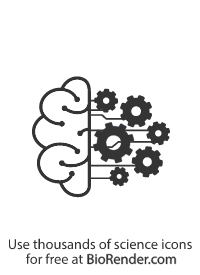 Use thousands of science icons
for free at BioRender.com